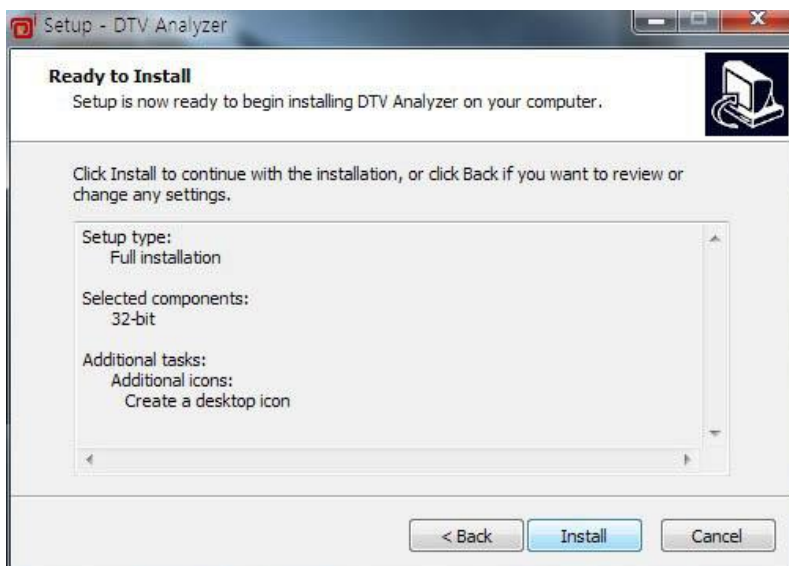 Setup - DTV Analyzer
Ready to Install
Setup is now ready to begin installing DTV Analyzer on your computer.
Click Install to continue with the installation, or click Back if you want to review or
change any settings.
Setup type:
Full installation
Selected components:
32-bit
Additional tasks:
Additional icons:
Create a desktop icon
< Back
Install
Cancel